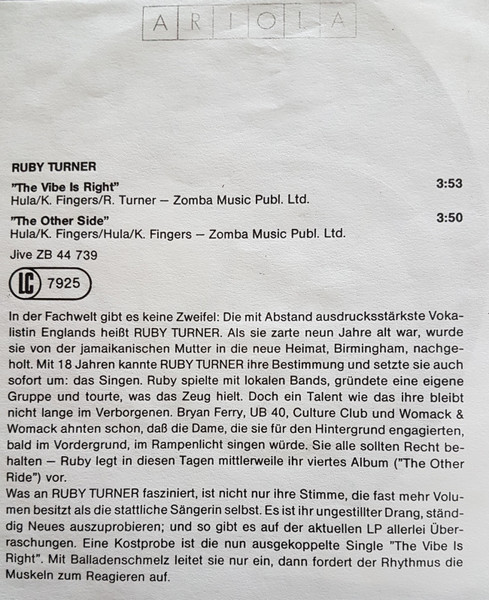 ARIOLA
RUBY TURNER
"The Vibe Is Right" 3:53
Hula/K. Fingers/R. Turner – Zomba Music Publ. Ltd.
"The Other Side" 3:50
Hula/K. Fingers/Hula/K. Fingers – Zomba Music Publ. Ltd.
Jive ZB 44 739
LC 7925
In der Fachwelt gibt es keine Zweifel: Die mit Abstand ausdrucksstärkste Voka-
listin Englands heißt RUBY TURNER. Als sie zarte neun Jahre alt war, wurde
sie von der jamaikanischen Mutter in die neue Heimat, Birmingham, nachge-
holt. Mit 18 Jahren kannte RUBY TURNER ihre Bestimmung und setzte sie auch
sofort um: das Singen. Ruby spielte mit lokalen Bands, gründete eine eigene
Gruppe und tourte, was das Zeug hielt. Doch ein Talent wie das ihre bleibt
nicht lange im Verborgenen. Bryan Ferry, UB 40, Culture Club und Womack &
Womack ahnten schon, daß die Dame, die sie für den Hintergrund engagierten,
bald im Vordergrund, im Rampenlicht singen würde. Sie alle sollten Recht be-
halten – Ruby legt in diesen Tagen mittlerweile ihr viertes Album ("The Other
Ride") vor.
Was an RUBY TURNER fasziniert, ist nicht nur ihre Stimme, die fast mehr Volu-
men besitzt als die stattliche Sängerin selbst. Es ist ihr ungestillter Drang, stän-
dig Neues auszuprobieren; und so gibt es auf der aktuellen LP allerlei Über-
raschungen. Eine Kostprobe ist die nun ausgekoppelte Single "The Vibe Is
Right". Mit Balladenschmelz leitet sie nur ein, dann fordert der Rhythmus die
Muskeln zum Reagieren auf.